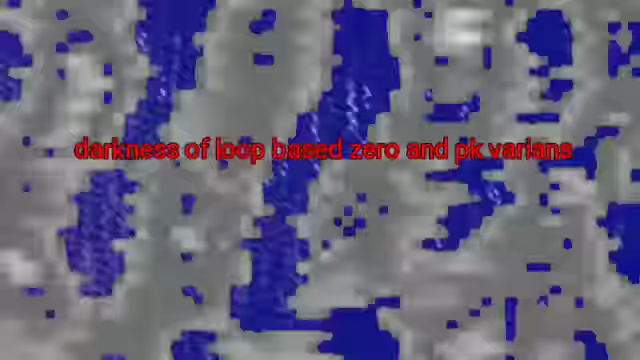 darkness of loop based zero and pk varians